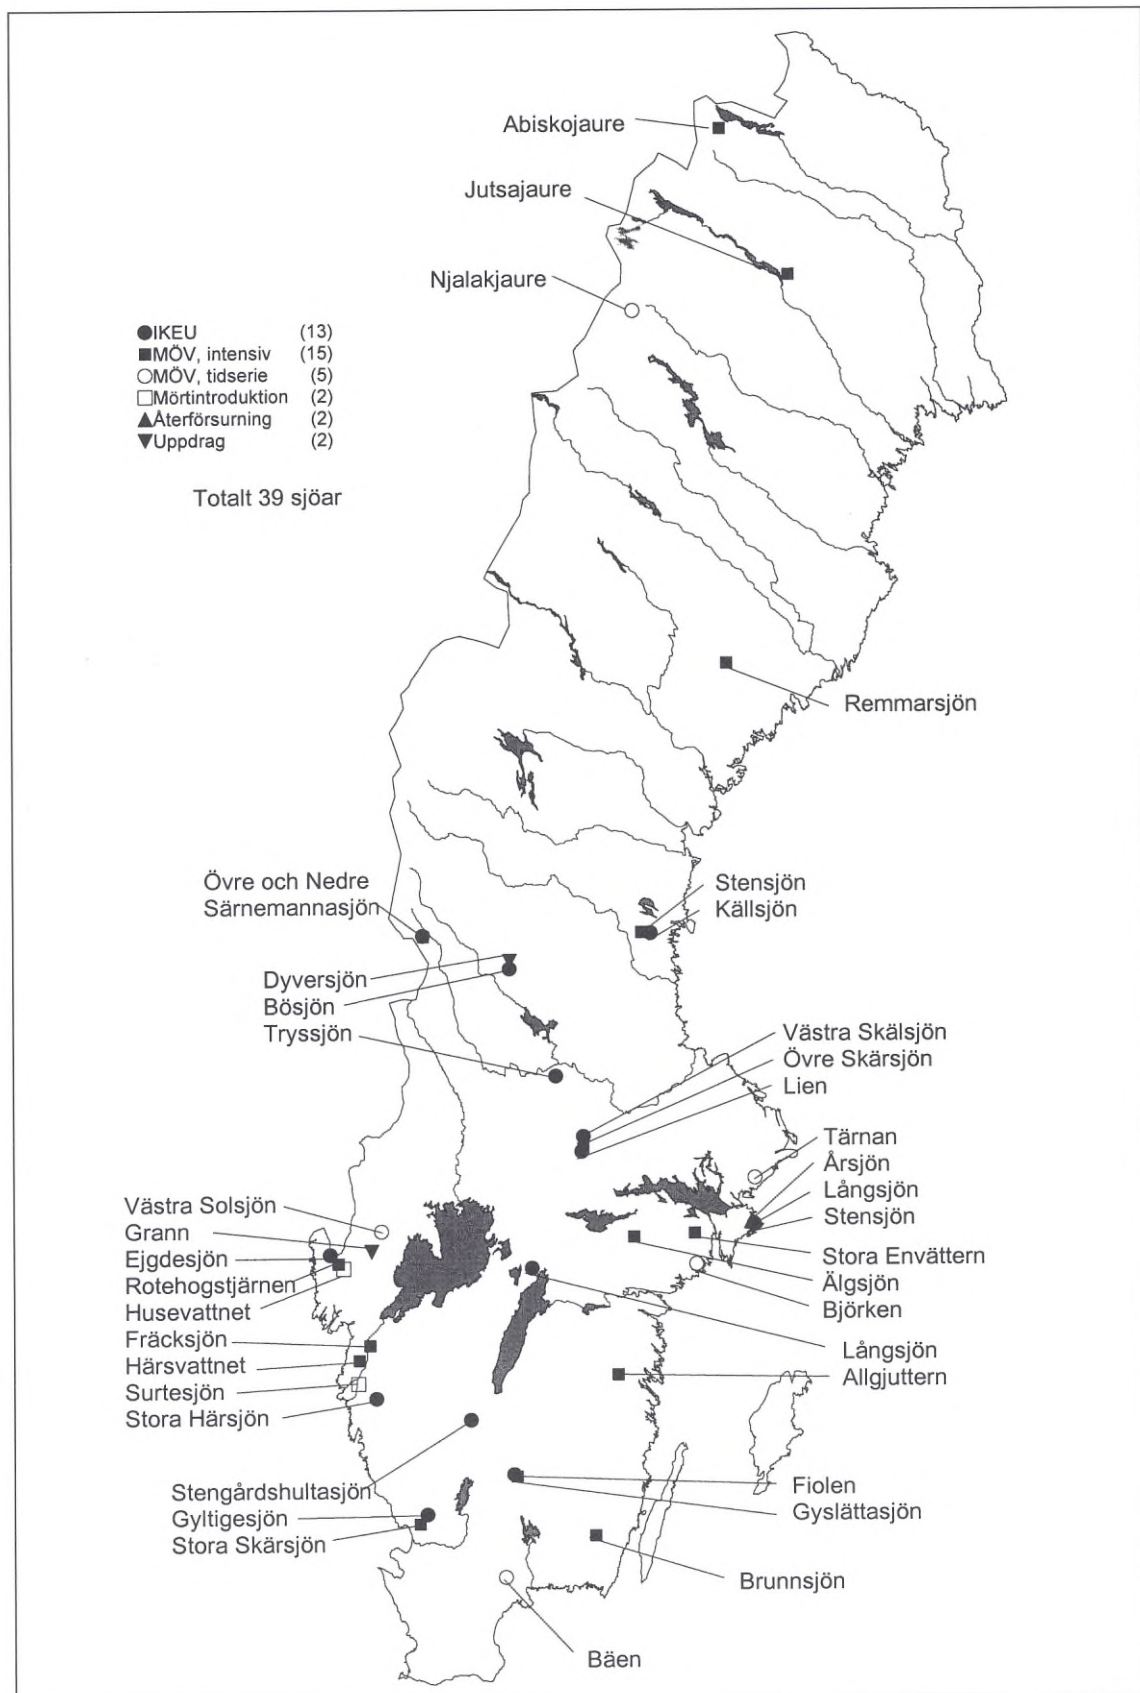 Abiskojaure
Jutsajaure
Njalakjaure
IKEU (13)
MÖV, intensiv (15)
MÖV, tidserie (5)
Mörtintroduktion (2)
Återförsurning (2)
Uppdrag (2)
Totalt 39 sjöar
Remmarsjön
Övre och Nedre
Särnemannasjön
Stensjön
Källsjön
Dyversjön
Bösjön
Tryssjön
Västra Skälsjön
Övre Skärsjön
Lien
Tärnan
Årsjön
Långsjön
Stensjön
Västra Solsjön
Grann
Ejgdesjön
Rotehogstjärnen
Husevattnet
Fräcksjön
Härsvattnet
Surtesjön
Stora Härsjön
Stora Envättern
Älgsjön
Björken
Långsjön
Allgjuttern
Stengårdshultasjön
Gyltigesjön
Stora Skärsjön
Fiolen
Gyslättasjön
Brunnsjön
Bäen